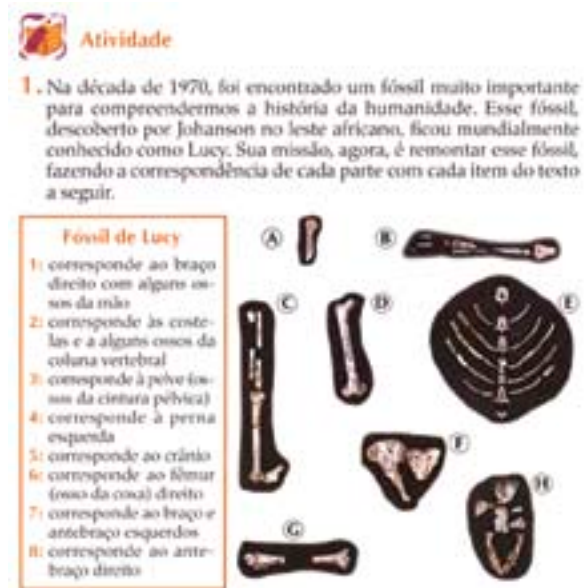 Atividade
1. Na década de 1970, foi encontrado um fóssil muito importante
para compreendermos a história da humanidade. Esse fóssil,
descoberto por Johanson no leste africano, ficou mundialmente
conhecido como Lucy. Sua missão, agora, é remontar esse fóssil,
fazendo a correspondência de cada parte com cada item do texto
a seguir.
Fóssil de Lucy
1: corresponde ao braço
direito com alguns os-
sos da mão
2: corresponde às coste-
las e a alguns ossos da
coluna vertebral
3: corresponde à pelve (os-
sos da cintura pélvica)
4: corresponde à perna
esquerda
5: corresponde ao crânio
6: corresponde ao fêmur
(osso da coxa) direito
7: corresponde ao braço e
antebraço esquerdos
8: corresponde ao ante-
braço direito
A
B
C
D
E
F
G
H